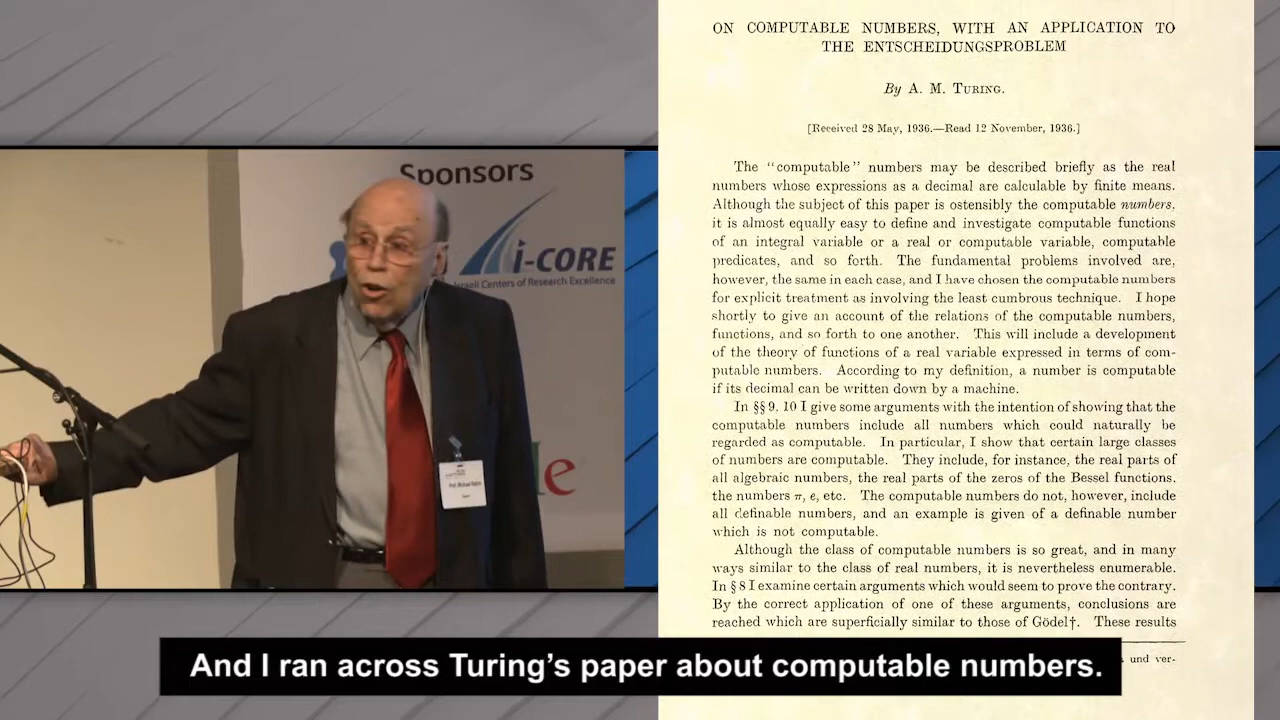 Sponsors
i-CORE
Israeli Centers of Research Excellence
Prof. Michael Rabin
le
ON COMPUTABLE NUMBERS, WITH AN APPLICATION TO
THE ENTSCHEIDUNGSPROBLEM
By A. M. TURING.
[Received 28 May, 1936.—Read 12 November, 1936.]
The “computable” numbers may be described briefly as the real
numbers whose expressions as a decimal are calculable by finite means.
Although the subject of this paper is ostensibly the computable numbers,
it is almost equally easy to define and investigate computable functions
of an integral variable or a real or computable variable, computable
predicates, and so forth. The fundamental problems involved are,
however, the same in each case, and I have chosen the computable numbers
for explicit treatment as involving the least cumbrous technique. I hope
shortly to give an account of the relations of the computable numbers,
functions, and so forth to one another. This will include a development
of the theory of functions of a real variable expressed in terms of com-
putable numbers. According to my definition, a number is computable
if its decimal can be written down by a machine.
In §§ 9, 10 I give some arguments with the intention of showing that the
computable numbers include all numbers which could naturally be
regarded as computable. In particular, I show that certain large classes
of numbers are computable. They include, for instance, the real parts of
all algebraic numbers, the real parts of the zeros of the Bessel functions,
the numbers π, e, etc. The computable numbers do not, however, include
all definable numbers, and an example is given of a definable number
which is not computable.
Although the class of computable numbers is so great, and in many
ways similar to the class of real numbers, it is nevertheless enumerable.
In § 8 I examine certain arguments which would seem to prove the contrary.
By the correct application of one of these arguments, conclusions are
reached which are superficially similar to those of Gödel†. These results
und ver-
And I ran across Turing’s paper about computable numbers.